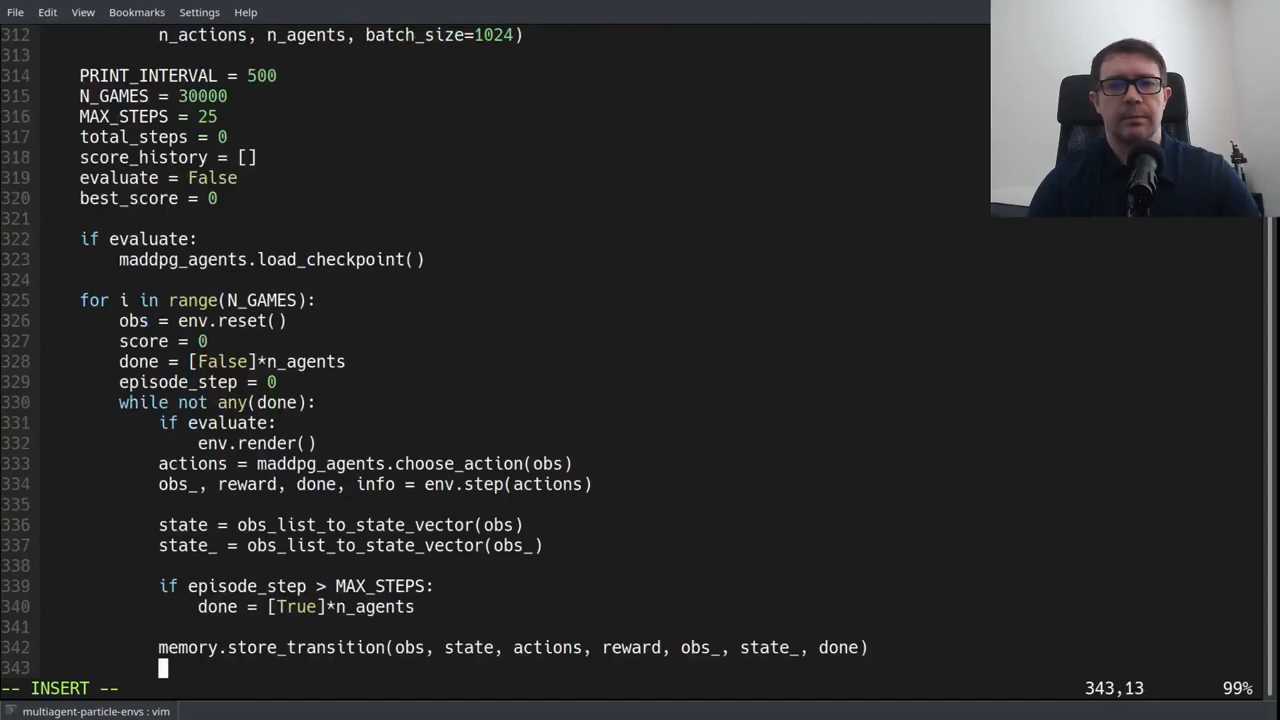 File Edit View Bookmarks Settings Help
312 n_actions, n_agents, batch_size=1024)
313
314 PRINT_INTERVAL = 500
315 N_GAMES = 30000
316 MAX_STEPS = 25
317 total_steps = 0
318 score_history = []
319 evaluate = False
320 best_score = 0
321
322 if evaluate:
323 maddpg_agents.load_checkpoint()
324
325 for i in range(N_GAMES):
326 obs = env.reset()
327 score = 0
328 done = [False]*n_agents
329 episode_step = 0
330 while not any(done):
331 if evaluate:
332 env.render()
333 actions = maddpg_agents.choose_action(obs)
334 obs_, reward, done, info = env.step(actions)
335
336 state = obs_list_to_state_vector(obs)
337 state_ = obs_list_to_state_vector(obs_)
338
339 if episode_step > MAX_STEPS:
340 done = [True]*n_agents
341
342 memory.store_transition(obs, state, actions, reward, obs_, state_, done)
343
-- INSERT -- 343,13 99%
multiagent-particle-envs : vim